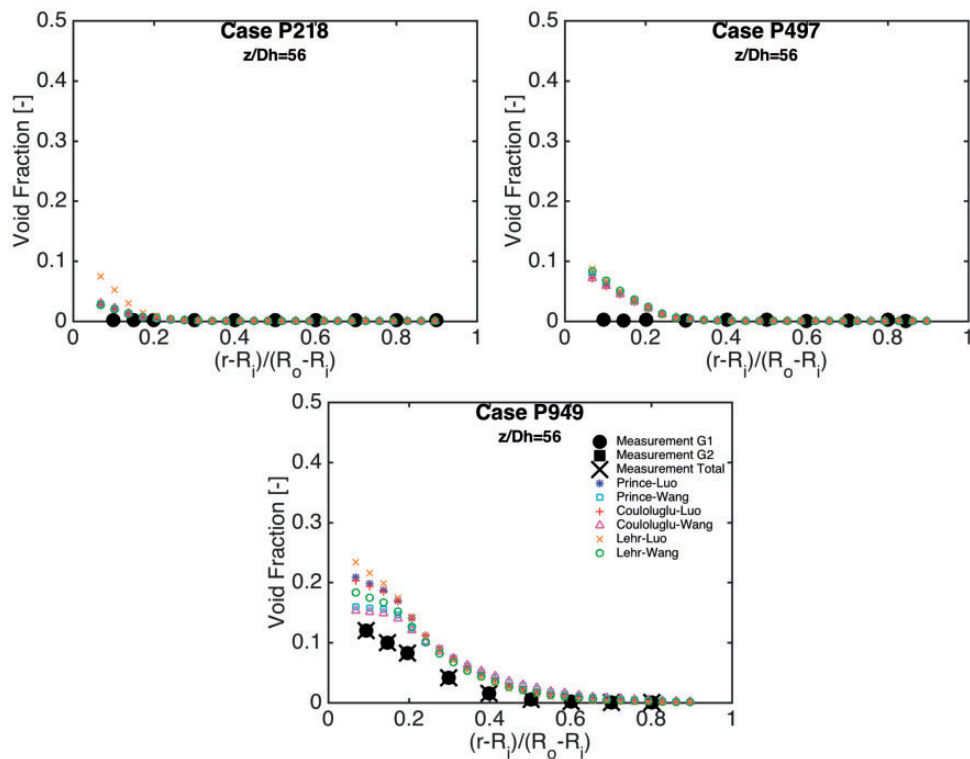 Case P218
z/Dh=56
0.5
0.4
0.3
0.2
0.1
0
Void Fraction [-]
0 0.2 0.4 0.6 0.8 1
(r-Ri)/(Ro-Ri)
Case P497
z/Dh=56
0.5
0.4
0.3
0.2
0.1
0
Void Fraction [-]
0 0.2 0.4 0.6 0.8 1
(r-Ri)/(Ro-Ri)
Case P949
z/Dh=56
0.5
0.4
0.3
0.2
0.1
0
Void Fraction [-]
Measurement G1
Measurement G2
Measurement Total
Prince-Luo
Prince-Wang
Couloluglu-Luo
Couloluglu-Wang
Lehr-Luo
Lehr-Wang
0 0.2 0.4 0.6 0.8 1
(r-Ri)/(Ro-Ri)